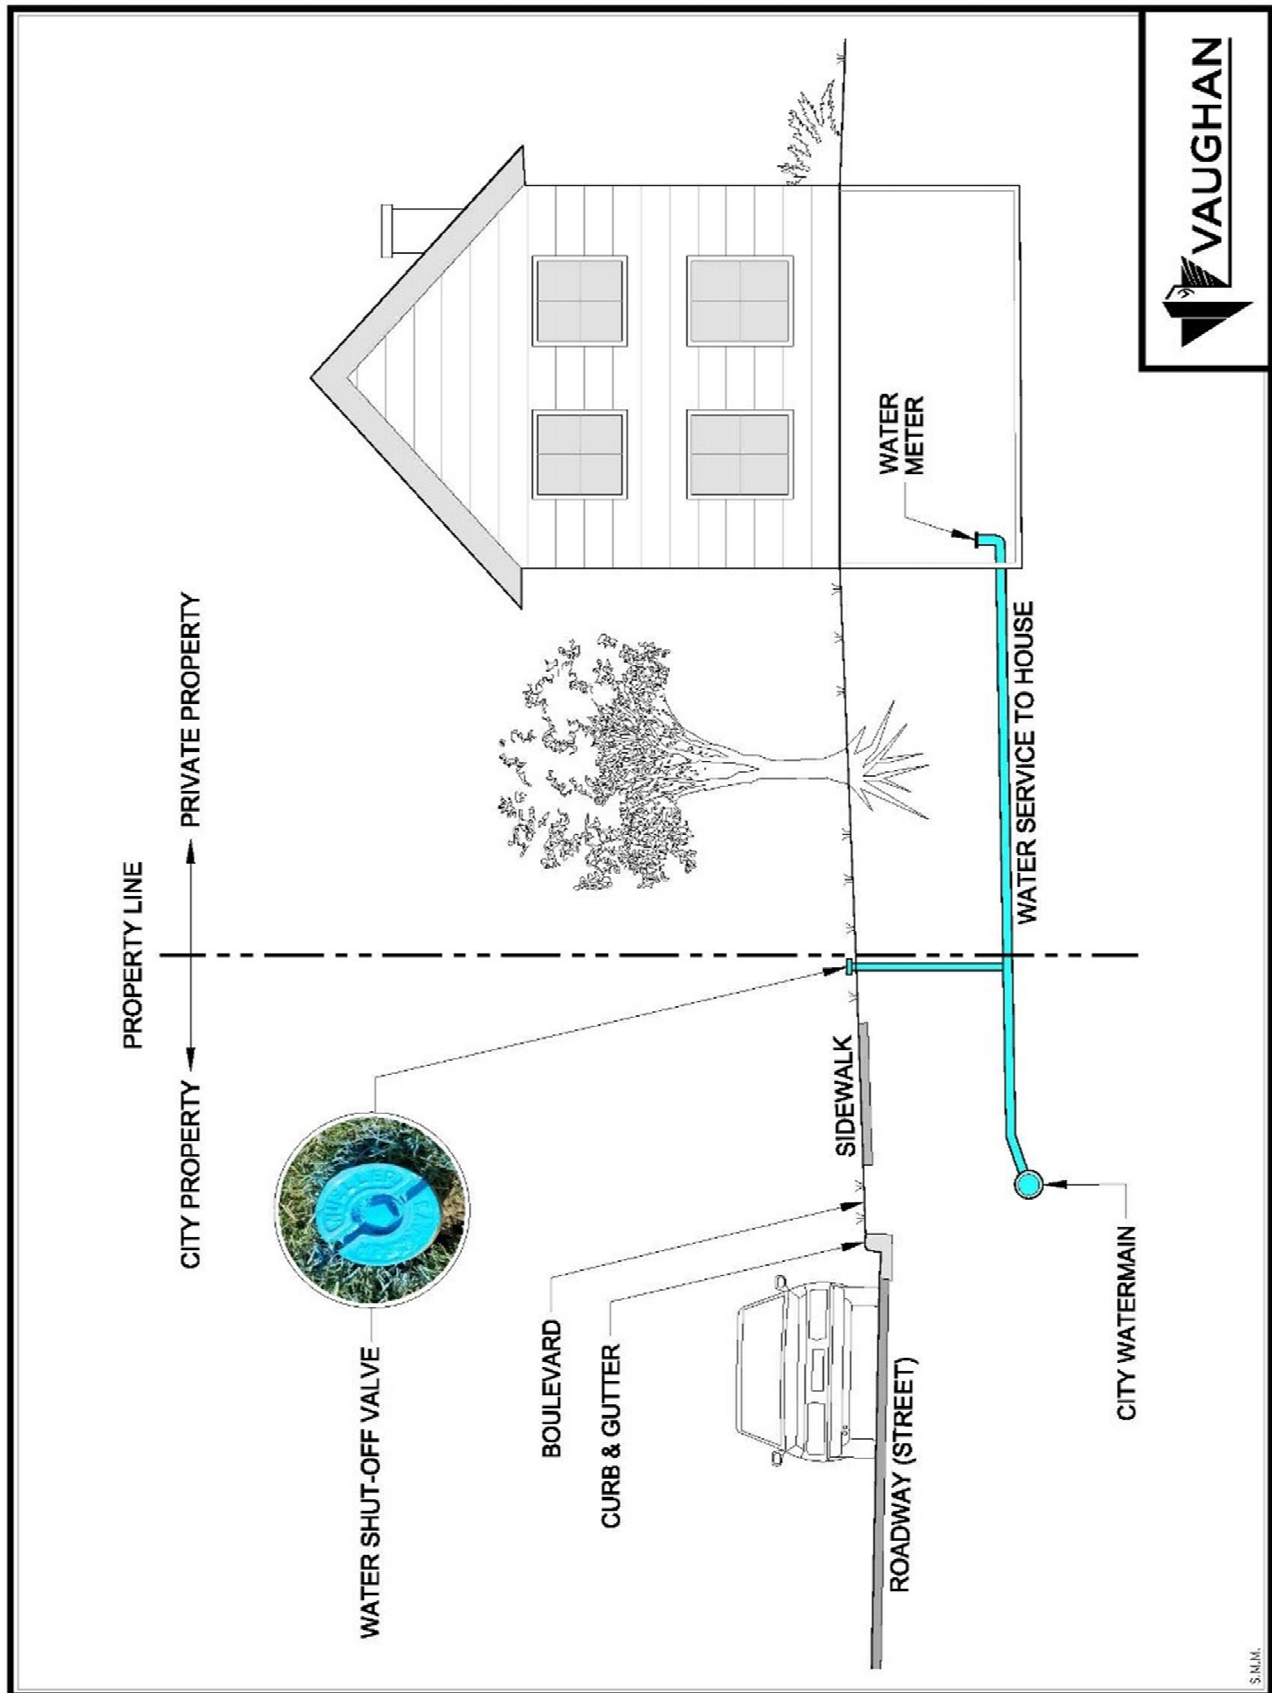 PROPERTY LINE
CITY PROPERTY
PRIVATE PROPERTY
WATER SHUT-OFF VALVE
BOULEVARD
CURB & GUTTER
SIDEWALK
ROADWAY (STREET)
WATER
METER
WATER SERVICE TO HOUSE
CITY WATERMAIN
VAUGHAN
S.M.M.